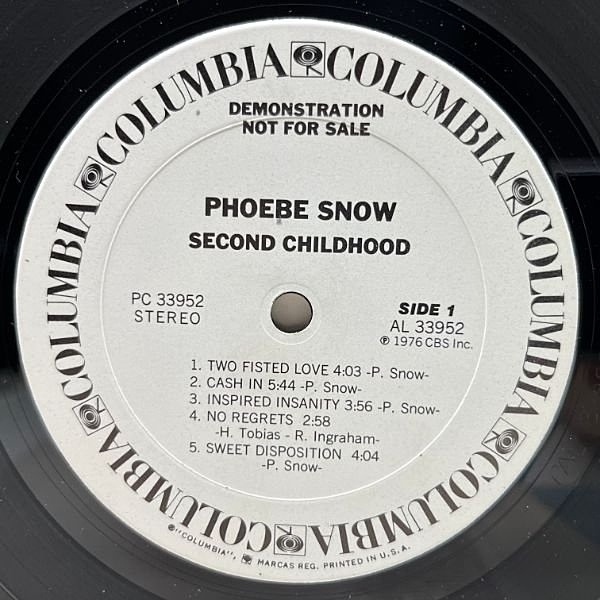 COLUMBIA COLUMBIA COLUMBIA COLUMBIA COLUMBIA COLUMBIA COLUMBIA
DEMONSTRATION
NOT FOR SALE
PHOEBE SNOW
SECOND CHILDHOOD
PC 33952
STEREO
SIDE 1
AL 33952
℗ 1976 CBS Inc.
1. TWO FISTED LOVE 4:03 -P. Snow-
2. CASH IN 5:44 -P. Snow-
3. INSPIRED INSANITY 3:56 -P. Snow-
4. NO REGRETS 2:58
-H. Tobias - R. Ingraham-
5. SWEET DISPOSITION 4:04
-P. Snow-
®"COLUMBIA", MARCAS REG. PRINTED IN U.S.A.